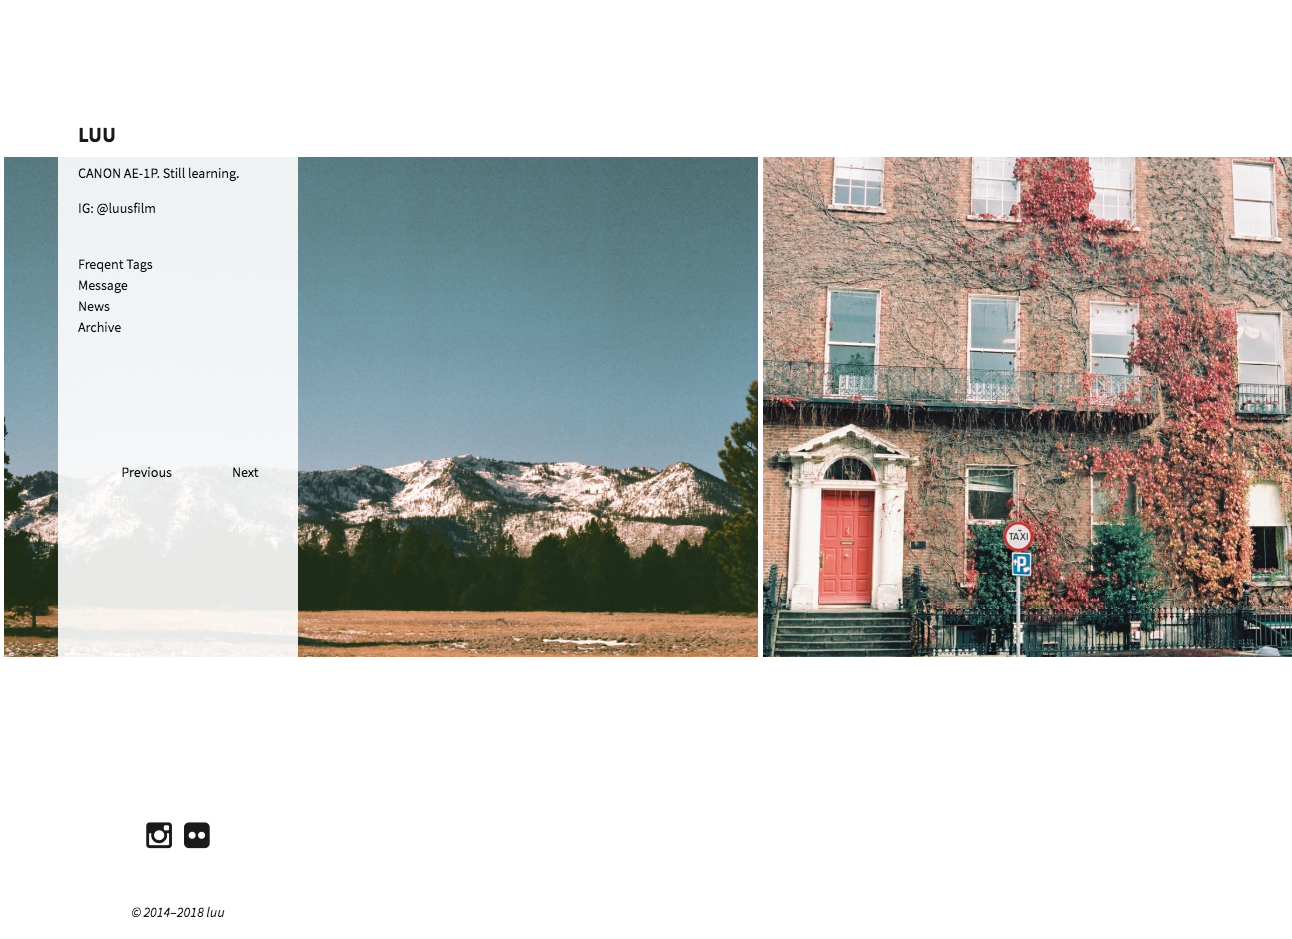 LUU
CANON AE-1P. Still learning.
IG: @luusfilm
Freqent Tags
Message
News
Archive
Previous
Next
TAXI
P
© 2014–2018 luu